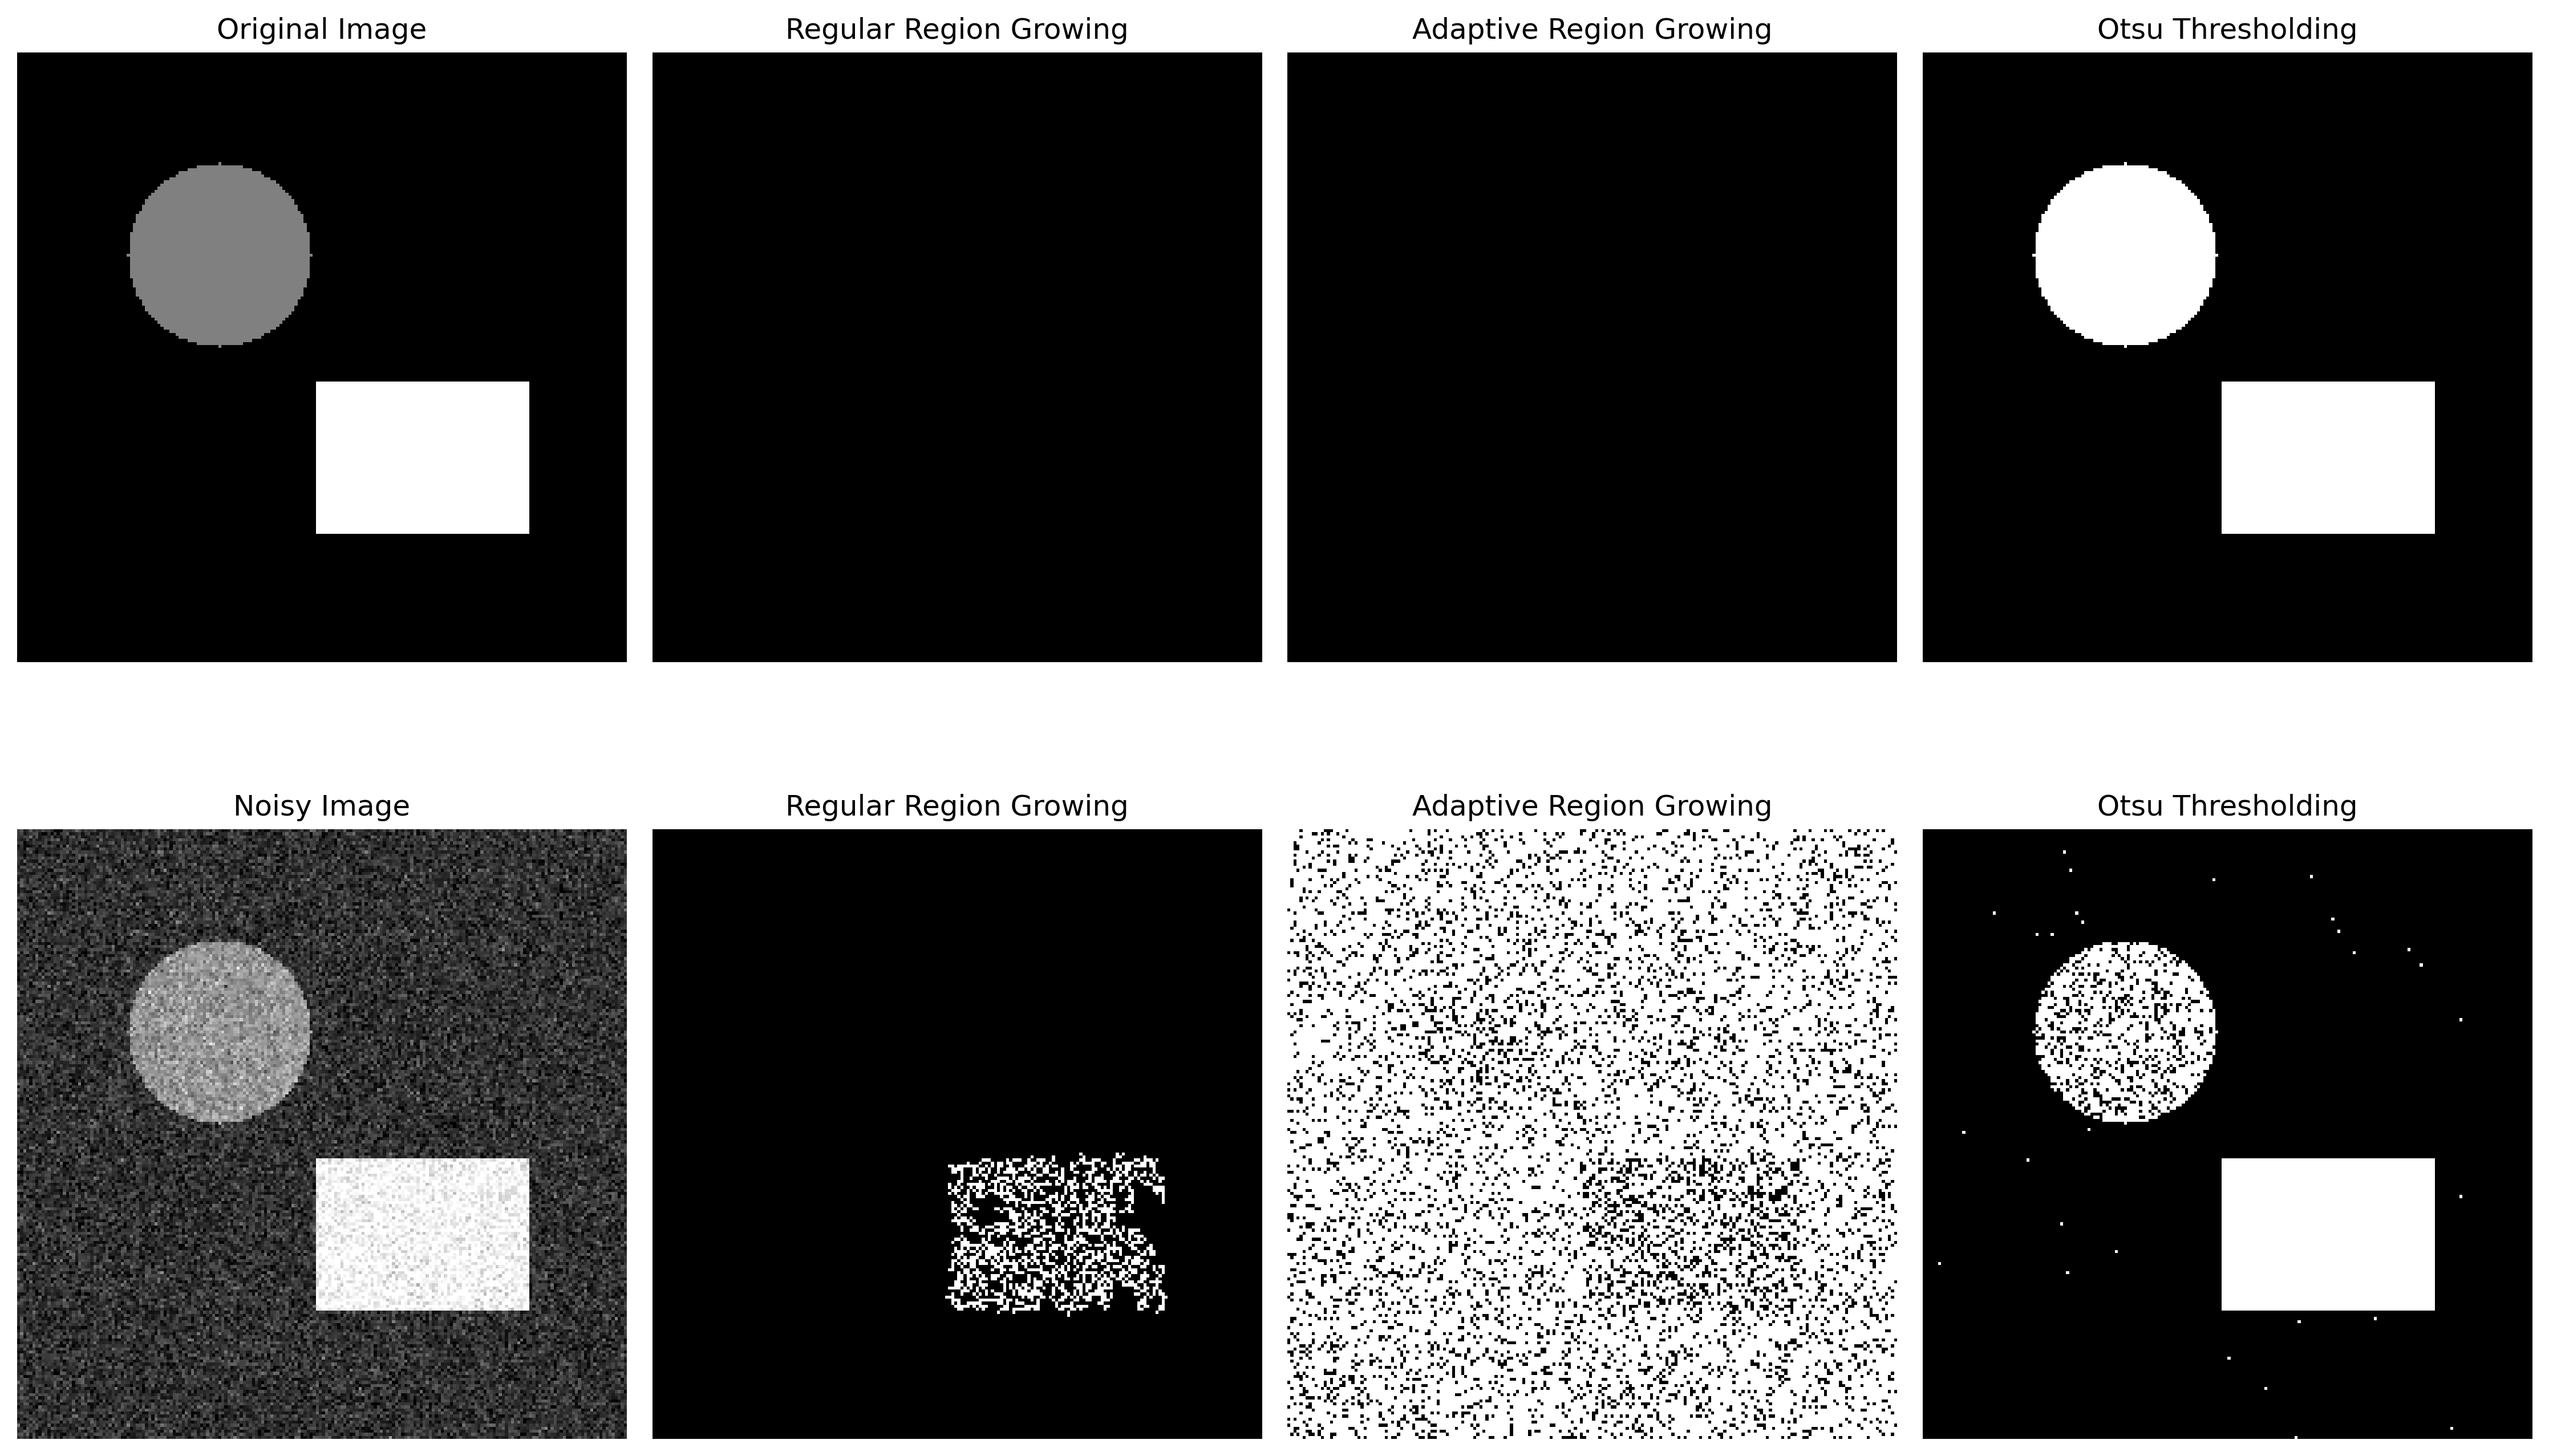 Original Image
Regular Region Growing
Adaptive Region Growing
Otsu Thresholding
Noisy Image
Regular Region Growing
Adaptive Region Growing
Otsu Thresholding